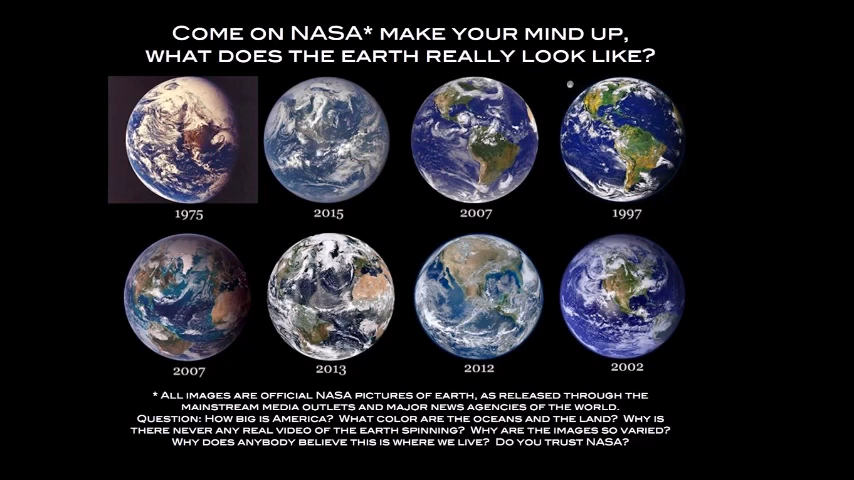 Come on NASA* make your mind up,
what does the earth really look like?
1975
2015
2007
1997
2007
2013
2012
2002
* All images are official NASA pictures of earth, as released through the
mainstream media outlets and major news agencies of the world.
Question: How big is America? What color are the oceans and the land? Why is
there never any real video of the earth spinning? Why are the images so varied?
Why does anybody believe this is where we live? Do you trust NASA?